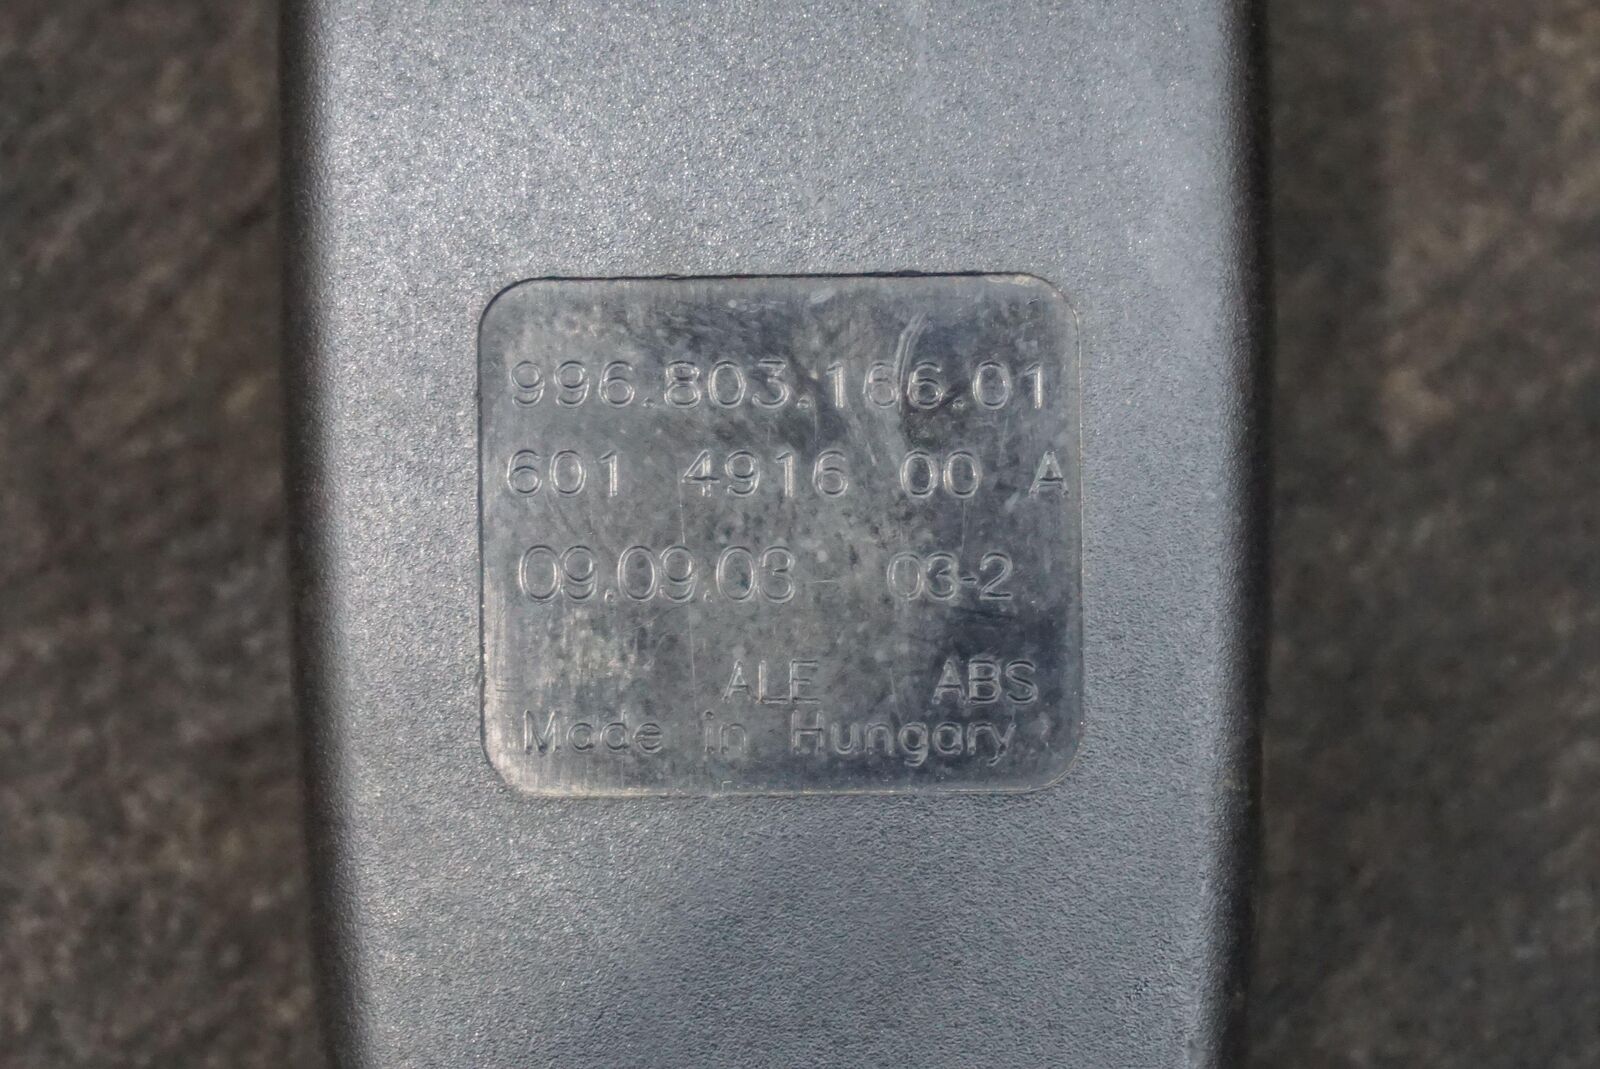 996.803.166.01
601 4916 00 A
09.09.03 03-2
ALE ABS
Made in Hungary